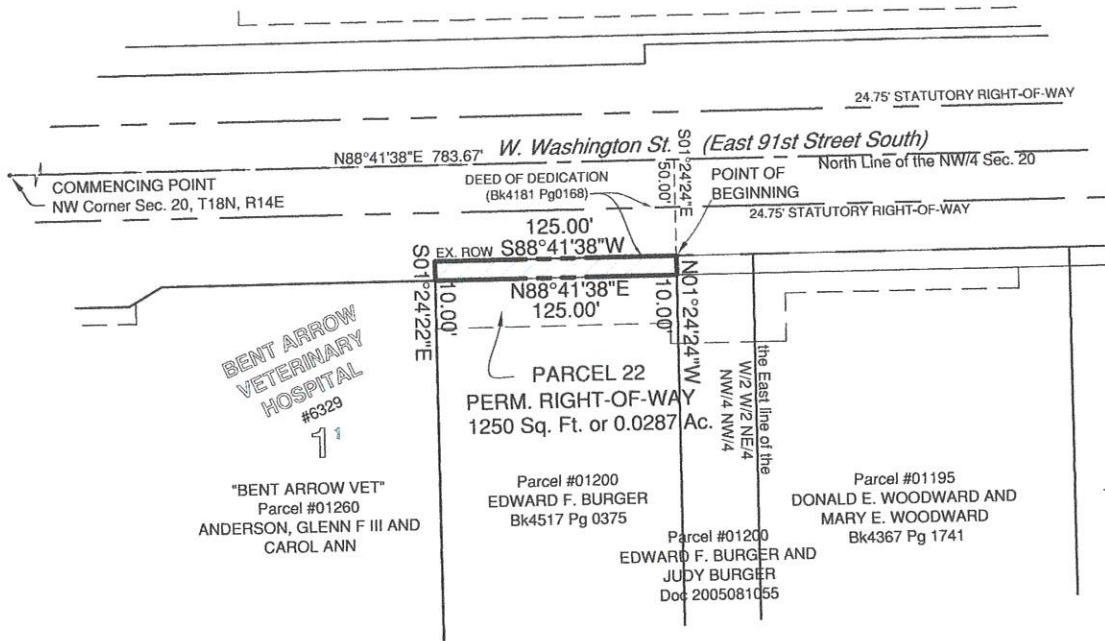 24.75' STATUTORY RIGHT-OF-WAY
W. Washington St. (East 91st Street South)
N88°41'38"E 783.67'
North Line of the NW/4 Sec. 20
COMMENCING POINT
NW Corner Sec. 20, T18N, R14E
DEED OF DEDICATION
(Bk4181 Pg0168)
S01°24'24"E
50.00'
POINT OF
BEGINNING
24.75' STATUTORY RIGHT-OF-WAY
125.00'
EX. ROW S88°41'38"W
S01°24'22"E
10.00'
N88°41'38"E
125.00'
10.00'
N01°24'24"W
BENT ARROW
VETERINARY
HOSPITAL
#6329
1
PARCEL 22
PERM. RIGHT-OF-WAY
1250 Sq. Ft. or 0.0287 Ac.
the East line of the
W/2 W/2 NE/4
NW/4 NW/4
"BENT ARROW VET"
Parcel #01260
ANDERSON, GLENN F III AND
CAROL ANN
Parcel #01200
EDWARD F. BURGER
Bk4517 Pg 0375
Parcel #01200
EDWARD F. BURGER AND
JUDY BURGER
Doc 2005081055
Parcel #01195
DONALD E. WOODWARD AND
MARY E. WOODWARD
Bk4367 Pg 1741